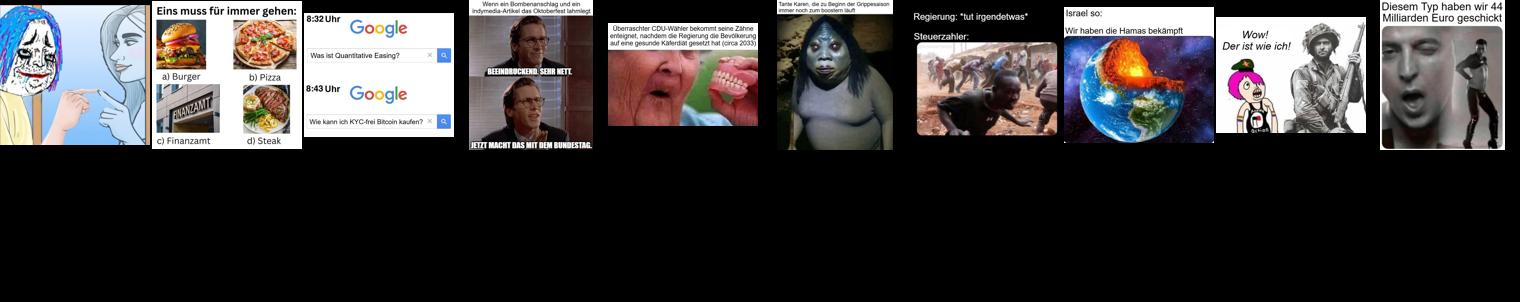 Eins muss für immer gehen:
a) Burger
b) Pizza
FINANZAMT
c) Finanzamt
d) Steak
8:32 Uhr
Google
Was ist Quantitative Easing?
8:43 Uhr
Google
Wie kann ich KYC-frei Bitcoin kaufen?
Wenn ein Bombenanschlag und ein
indymedia-Artikel das Oktoberfest lahmlegt
BEEINDRUCKEND. SEHR NETT.
JETZT MACHT DAS MIT DEM BUNDESTAG.
Überraschter CDU-Wähler bekommt seine Zähne
enteignet, nachdem die Regierung die Bevölkerung
auf eine gesunde Käferdiät gesetzt hat (circa 2033)
Tante Karen, die zu Beginn der Grippesaison
immer noch zum boostern läuft
Regierung: *tut irgendetwas*
Steuerzahler:
Israel so:
Wir haben die Hamas bekämpft
Wow!
Der ist wie ich!
Diesem Typ haben wir 44
Milliarden Euro geschickt